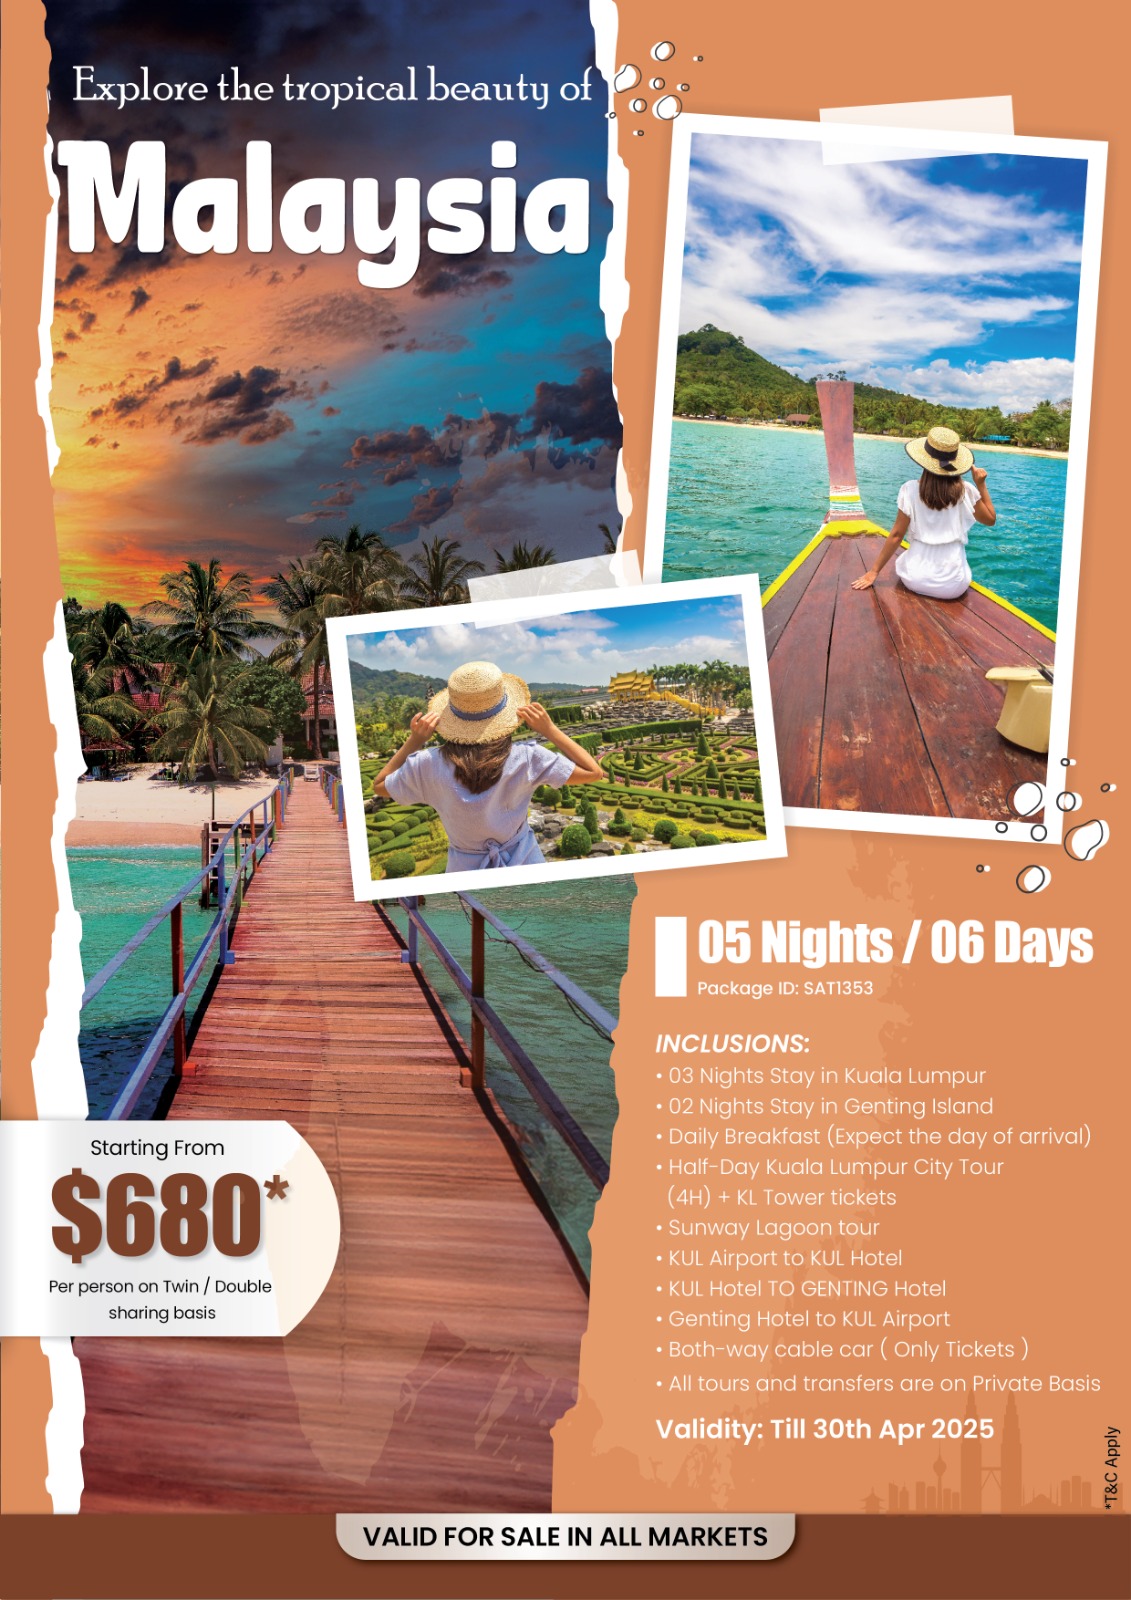 Explore the tropical beauty of
Malaysia
05 Nights / 06 Days
Package ID: SAT1353
INCLUSIONS:
• 03 Nights Stay in Kuala Lumpur
• 02 Nights Stay in Genting Island
• Daily Breakfast (Expect the day of arrival)
• Half-Day Kuala Lumpur City Tour
(4H) + KL Tower tickets
• Sunway Lagoon tour
• KUL Airport to KUL Hotel
• KUL Hotel TO GENTING Hotel
• Genting Hotel to KUL Airport
• Both-way cable car ( Only Tickets )
• All tours and transfers are on Private Basis
Validity: Till 30th Apr 2025
Starting From
$680*
Per person on Twin / Double
sharing basis
*T&C Apply
VALID FOR SALE IN ALL MARKETS